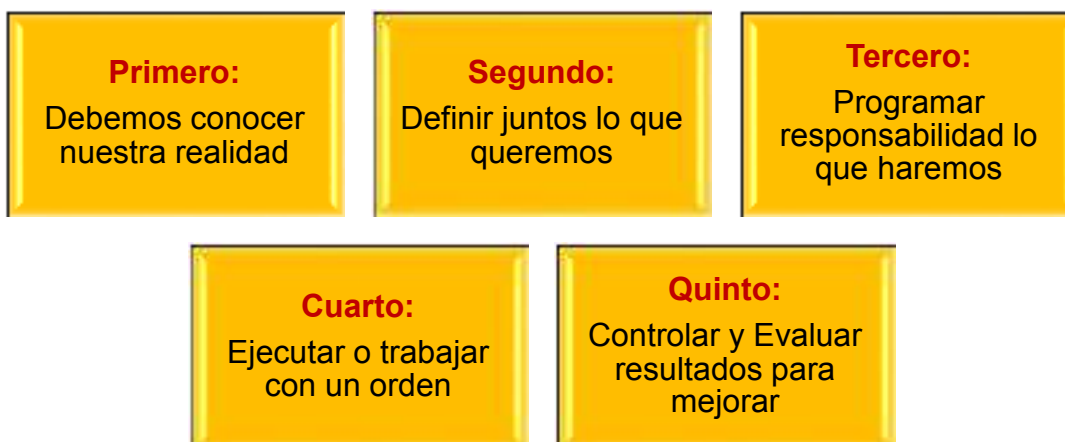 Primero:
Debemos conocer
nuestra realidad
Segundo:
Definir juntos lo que
queremos
Tercero:
Programar
responsabilidad lo
que haremos
Cuarto:
Ejecutar o trabajar
con un orden
Quinto:
Controlar y Evaluar
resultados para
mejorar